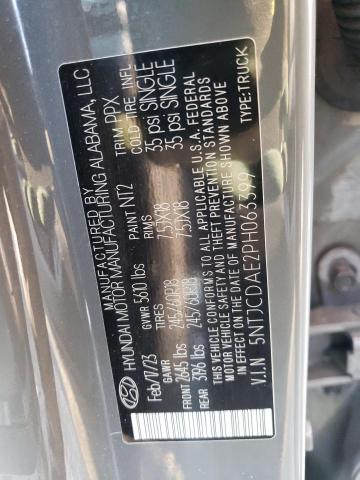 MANUFACTURED BY
HYUNDAI MOTOR MANUFACTURING ALABAMA, LLC
Feb/17/23 GVWR 5610 lbs PAINT NT2 TRIM PPX
GAWR TIRES RIMS COLD TIRE INFL
FRONT 2645 lbs 245/60R18 7.5JX18 35 psi SINGLE
REAR 3196 lbs 245/60R18 7.5JX18 35 psi SINGLE
THIS VEHICLE CONFORMS TO ALL APPLICABLE U.S.A. FEDERAL
MOTOR VEHICLE SAFETY AND THEFT PREVENTION STANDARDS
IN EFFECT ON THE DATE OF MANUFACTURE SHOWN ABOVE.
V.I.N 5NTJCDAE2PH063399 TYPE:TRUCK